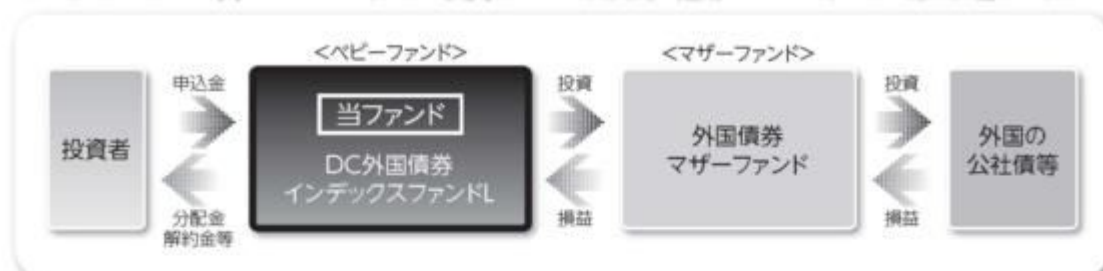 <ベビーファンド>
<マザーファンド>
申込金
投資
投資
投資者
当ファンド
DC外国債券
インデックスファンドL
外国債券
マザーファンド
外国の
公社債等
分配金
解約金等
損益
損益